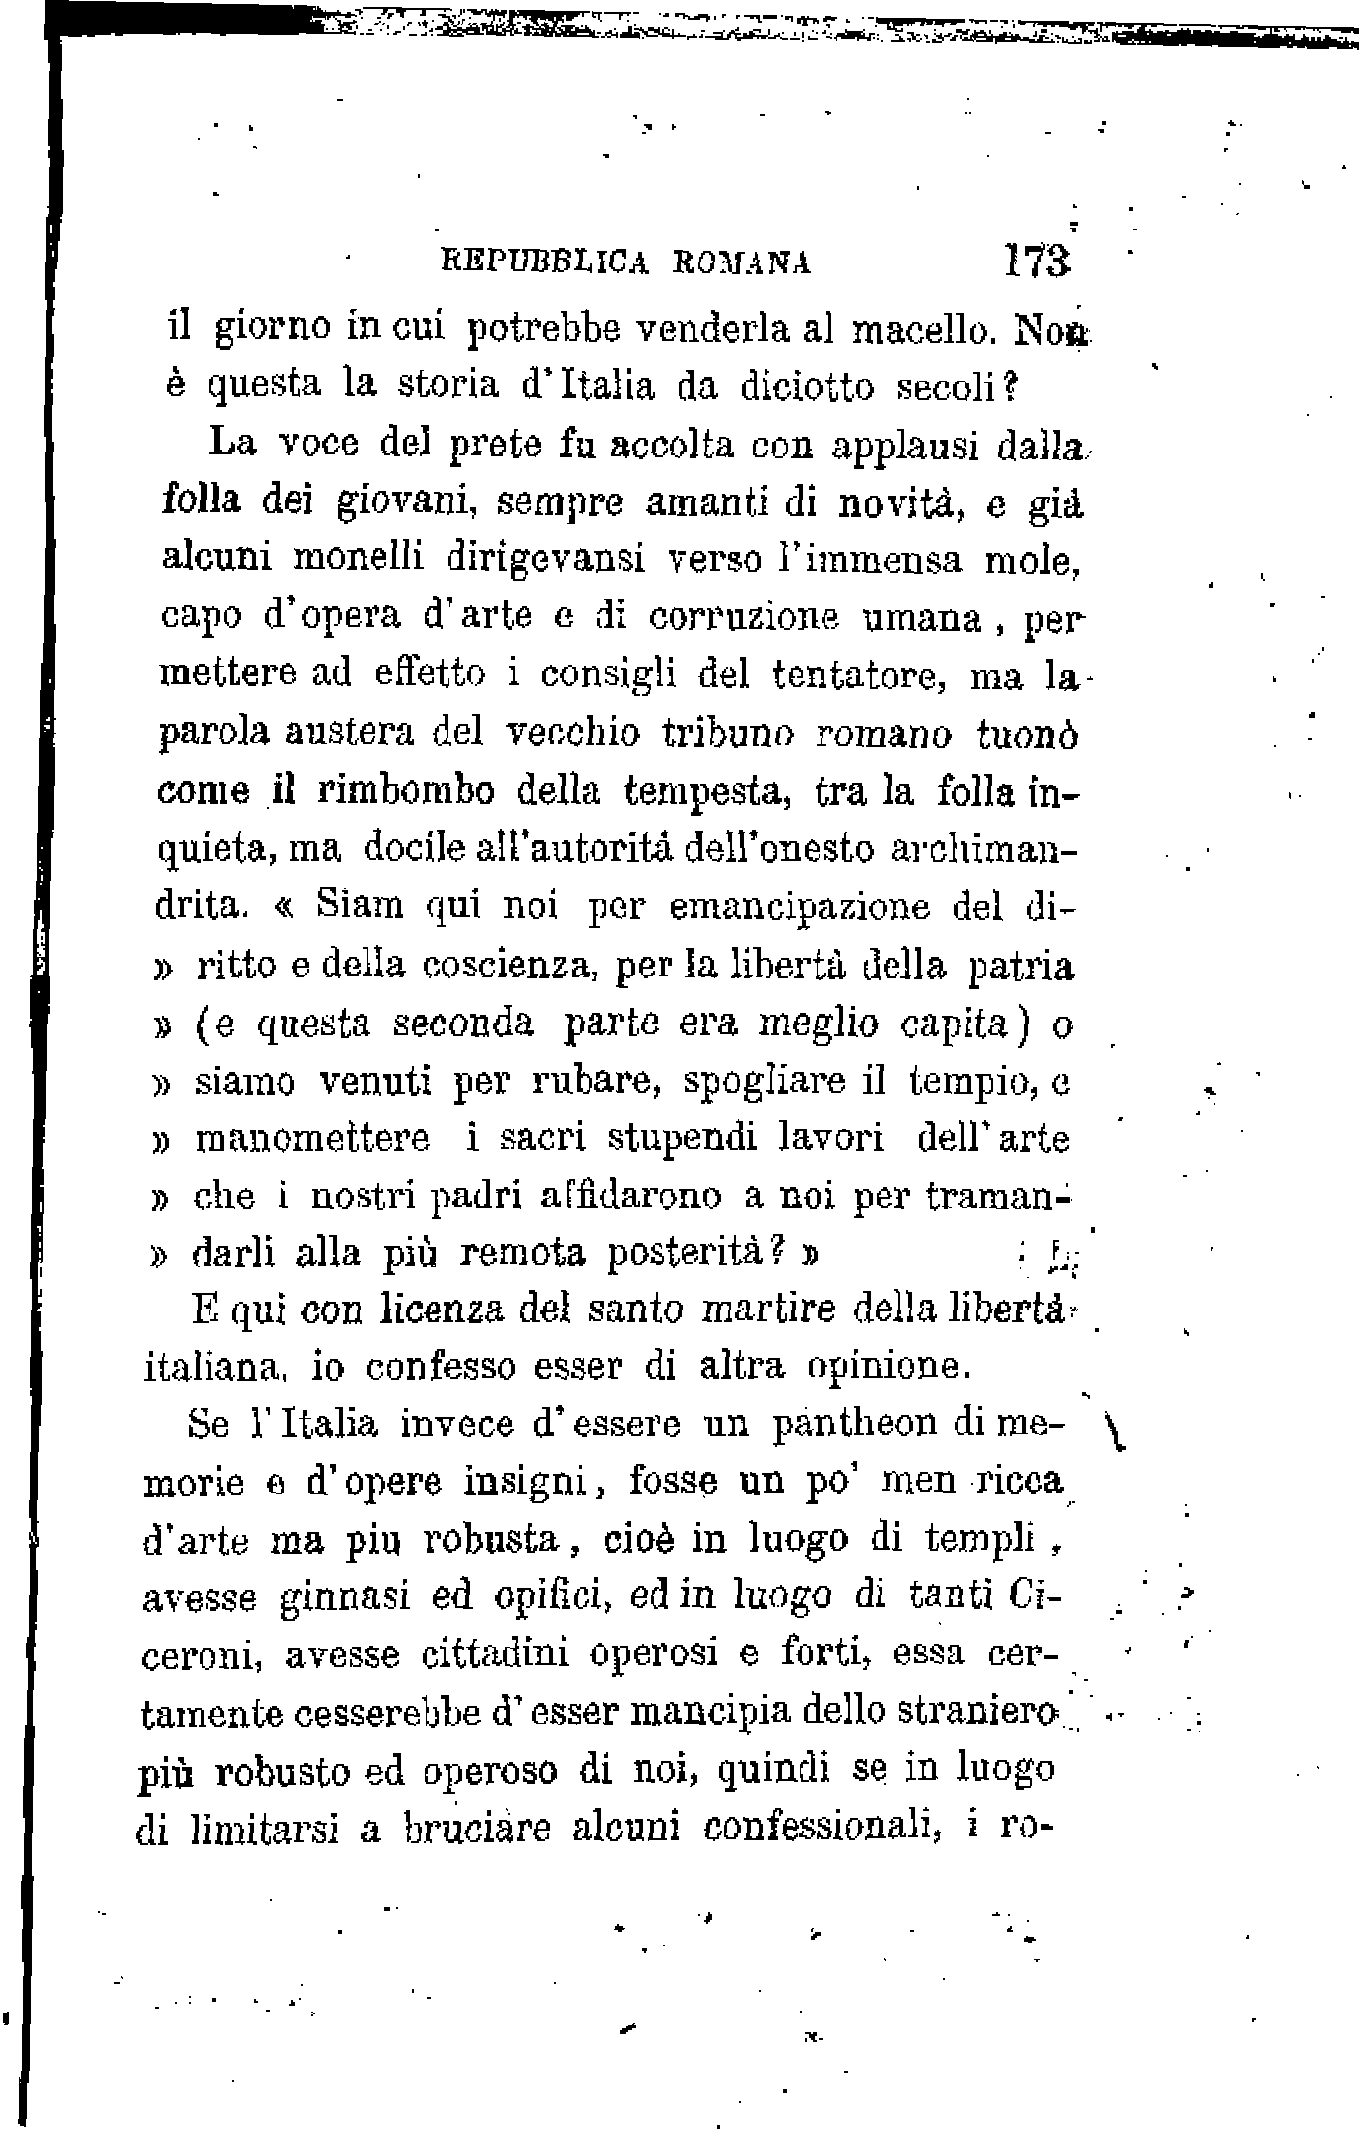 REPUBBLICA ROMANA 173
il giorno in cui potrebbe venderla al macello. Non
è questa la storia d'Italia da diciotto secoli?
La voce del prete fu accolta con applausi dalla
folla dei giovani, sempre amanti di novità, e già
alcuni monelli dirigevansi verso l'immensa mole,
capo d'opera d'arte e di corruzione umana, per
mettere ad effetto i consigli del tentatore, ma la
parola austera del vecchio tribuno romano tuonò
come il rimbombo della tempesta, tra la folla in-
quieta, ma docile all'autorità dell'onesto archiman-
drita. « Siam qui noi per emancipazione del di-
» ritto e della coscienza, per la libertà della patria
» (e questa seconda parte era meglio capita) o
» siamo venuti per rubare, spogliare il tempio, e
» manomettere i sacri stupendi lavori dell'arte
» che i nostri padri affidarono a noi per traman-
» darli alla più remota posterità? »
E qui con licenza del santo martire della libertà
italiana, io confesso esser di altra opinione.
Se l'Italia invece d'essere un pantheon di me-
morie e d'opere insigni, fosse un po' men ricca
d'arte ma piu robusta, cioè in luogo di templi,
avesse ginnasi ed opifici, ed in luogo di tanti Ci-
ceroni, avesse cittadini operosi e forti, essa cer-
tamente cesserebbe d'esser mancipia dello straniero
più robusto ed operoso di noi, quindi se in luogo
di limitarsi a bruciare alcuni confessionali, i ro-